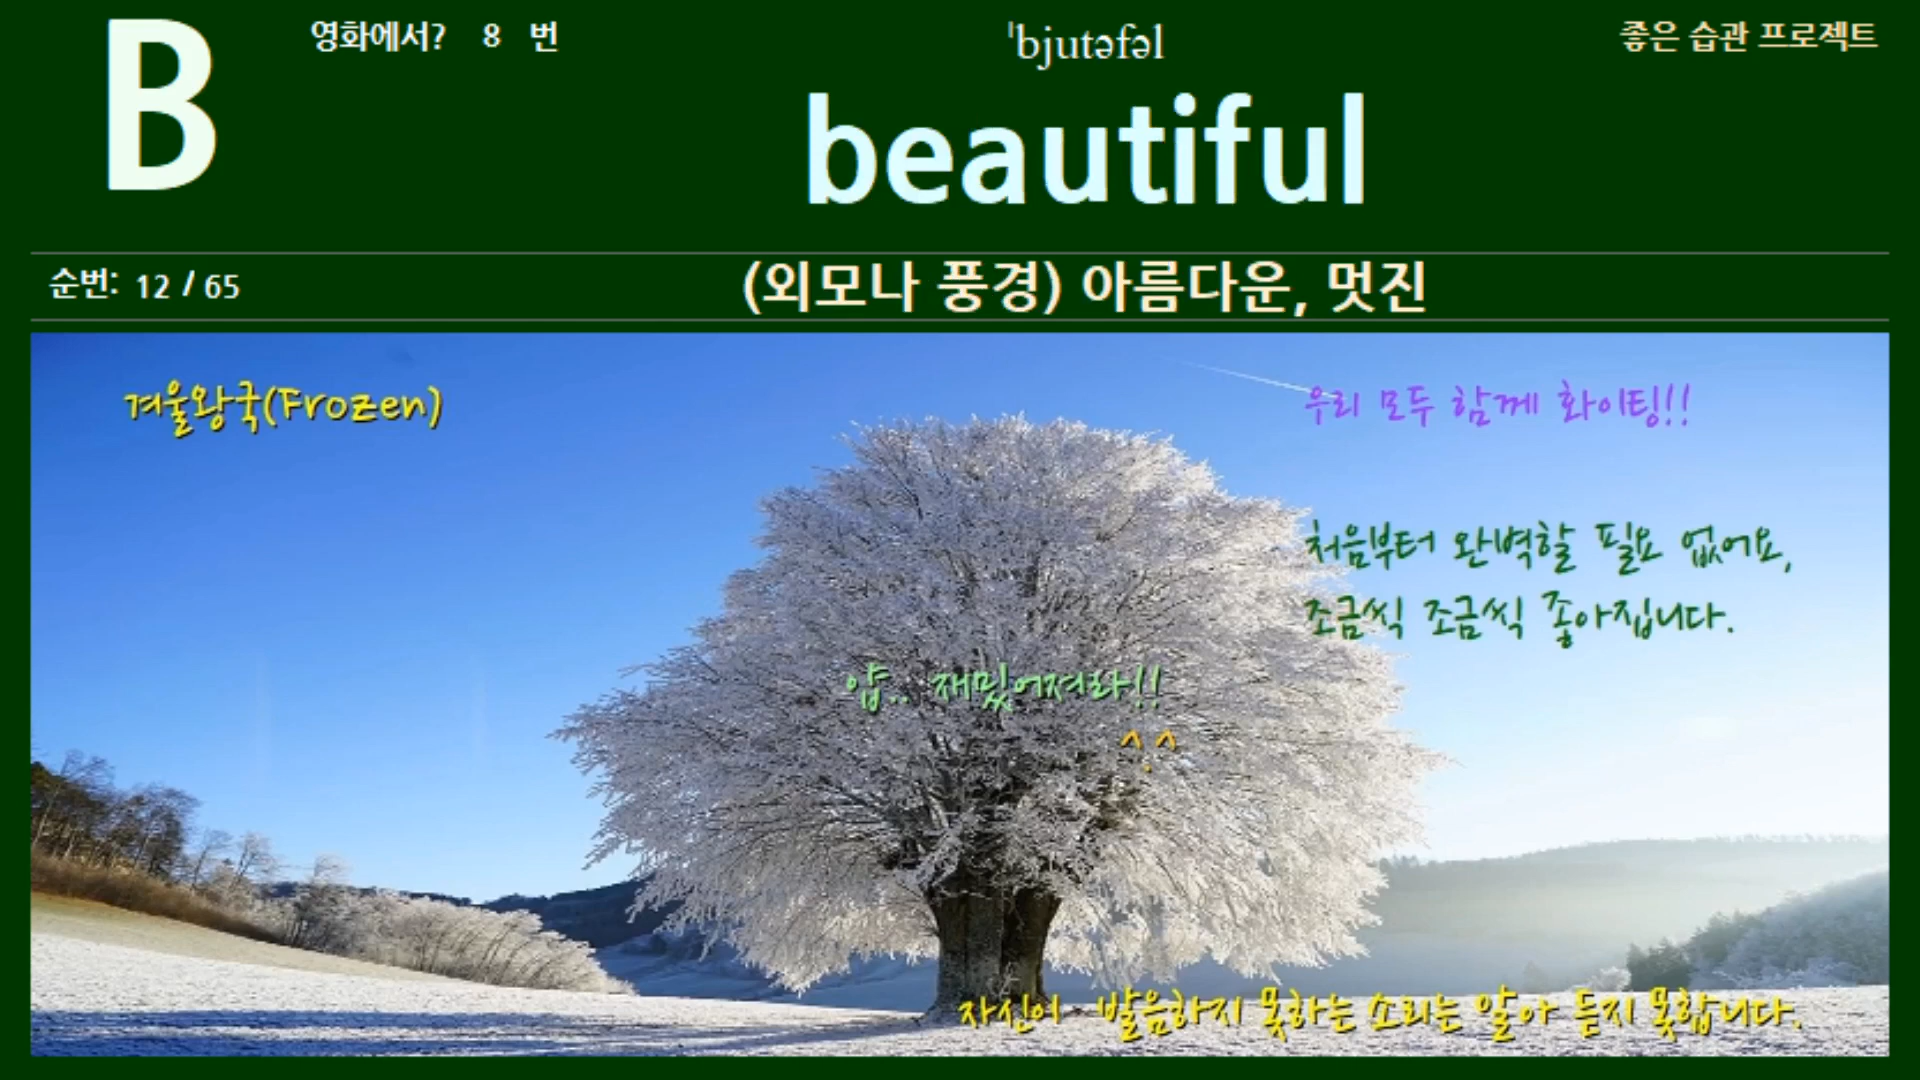 B
영화에서? 8 번
ˈbjutəfəl
좋은 습관 프로젝트
beautiful
순번: 12 / 65
(외모나 풍경) 아름다운, 멋진
겨울왕국(Frozen)
우리 모두 함께 화이팅!!
처음부터 완벽할 필요 없어요,
조금씩 조금씩 좋아집니다.
얍.. 재밌어져라!!
^.^
자신이 발음하지 못하는 소리는 알아 듣지 못합니다.